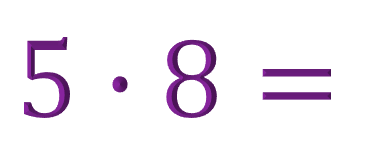 5 · 8 =